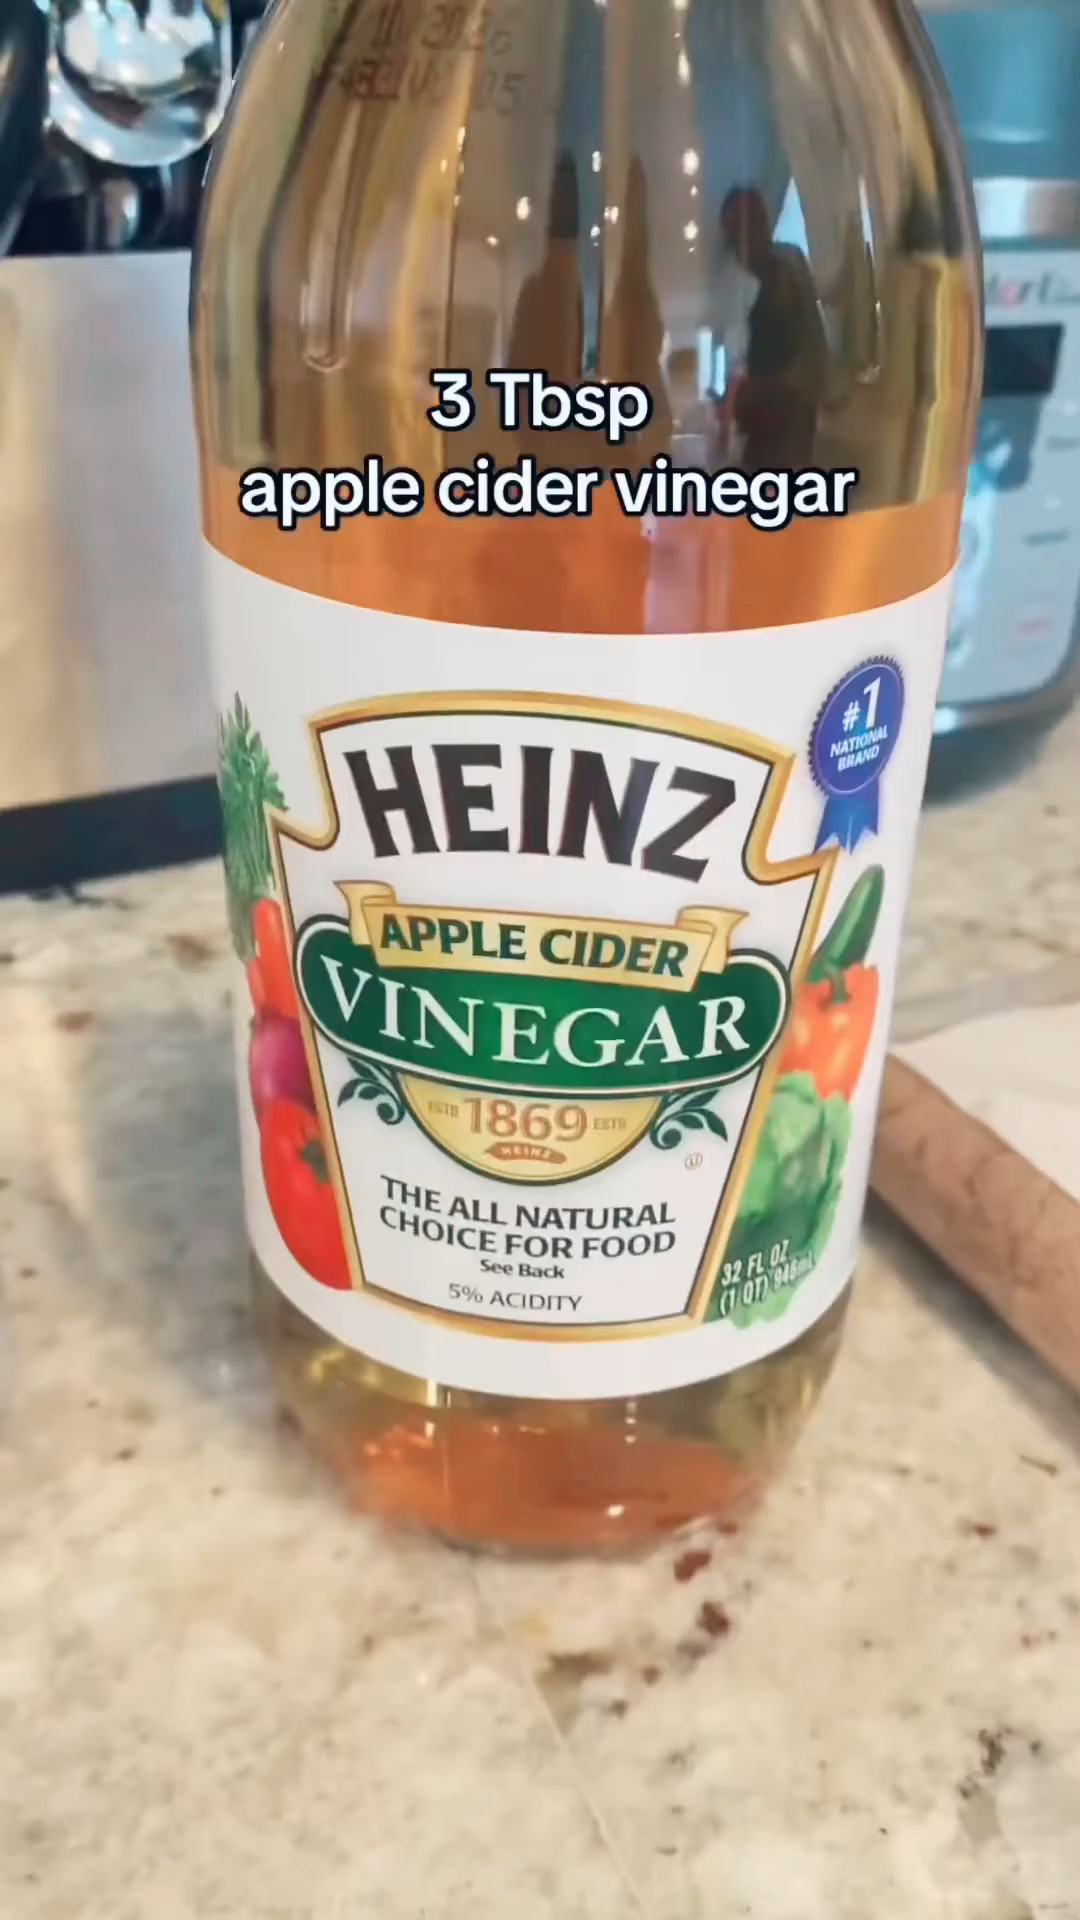 3 Tbsp
apple cider vinegar
#1
NATIONAL
BRAND
HEINZ
APPLE CIDER
VINEGAR
ESTD 1869 ESTD
HEINZ
THE ALL NATURAL
CHOICE FOR FOOD
See Back
5% ACIDITY
32 FL OZ
(1 QT) 946mL